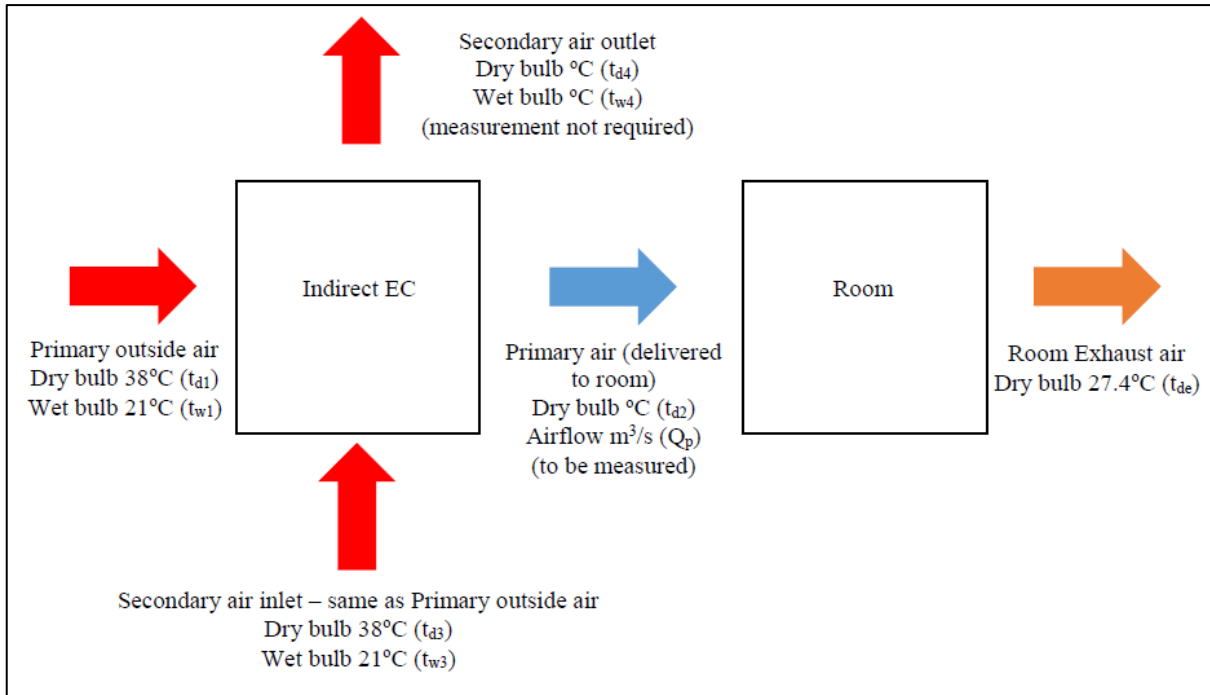 Secondary air outlet
Dry bulb ºC (td4)
Wet bulb ºC (tw4)
(measurement not required)
Indirect EC
Room
Primary outside air
Dry bulb 38ºC (td1)
Wet bulb 21ºC (tw1)
Primary air (delivered
to room)
Dry bulb ºC (td2)
Airflow m³/s (Qp)
(to be measured)
Room Exhaust air
Dry bulb 27.4ºC (tde)
Secondary air inlet – same as Primary outside air
Dry bulb 38ºC (td3)
Wet bulb 21ºC (tw3)